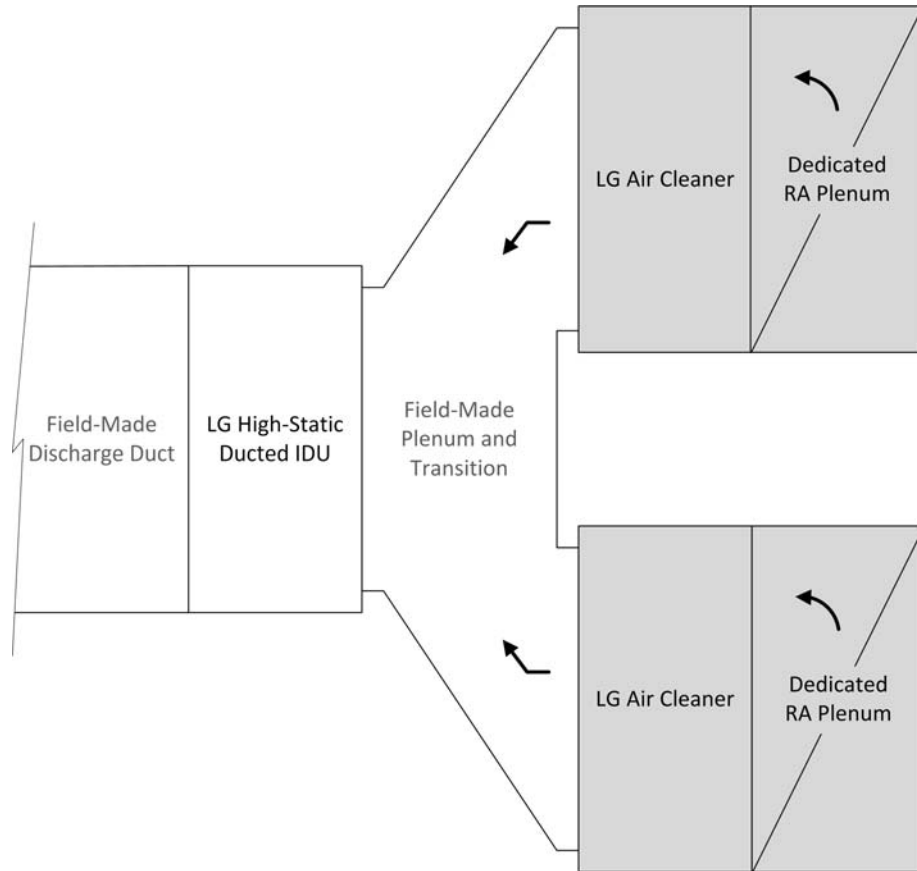 LG Air Cleaner
Dedicated
RA Plenum
Field-Made
Discharge Duct
LG High-Static
Ducted IDU
Field-Made
Plenum and
Transition
LG Air Cleaner
Dedicated
RA Plenum